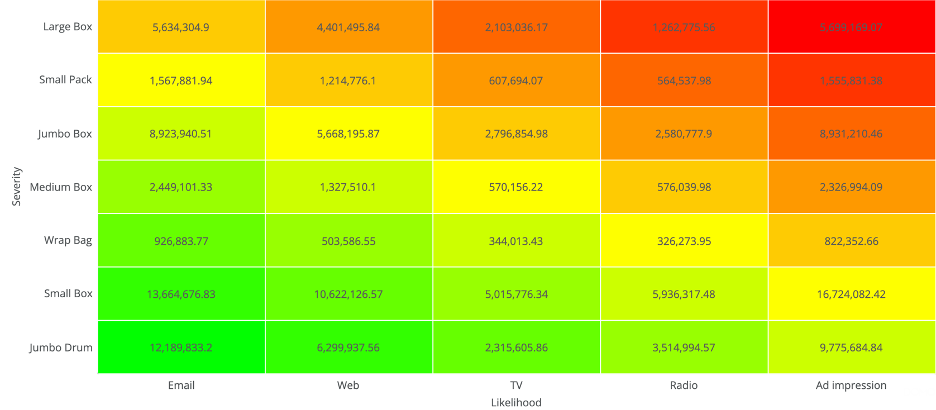 Large Box 5,634,304.9 4,401,495.84 2,103,036.17 1,262,775.56
Small Pack 1,567,881.94 1,214,776.1 607,694.07 564,537.98 1,555,831.38
Jumbo Box 8,923,940.51 5,668,195.87 2,796,854.98 2,580,777.9 8,931,210.46
Severity
Medium Box 2,449,101.33 1,327,510.1 570,156.22 576,039.98 2,326,994.09
Wrap Bag 926,883.77 503,586.55 344,013.43 326,273.95 822,352.66
Small Box 13,664,676.83 10,622,126.57 5,015,776.34 5,936,317.48 16,724,082.42
Jumbo Drum 12,189,833.2 6,299,937.56 2,315,605.86 3,514,994.57 9,775,684.84
Email Web TV Radio Ad impression
Likelihood